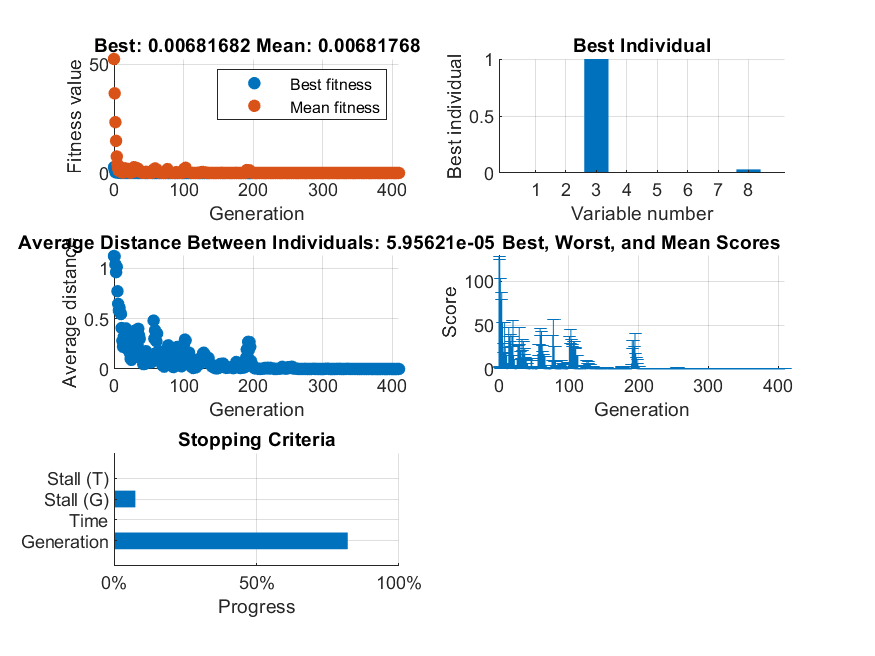 Best: 0.00681682 Mean: 0.00681768
Fitness value
50
0
Best fitness
Mean fitness
0 100 200 300 400
Generation
Best Individual
Best individual
1
0.5
0
1 2 3 4 5 6 7 8
Variable number
Average Distance Between Individuals: 5.95621e-05
Average distance
1
0.5
0
0 100 200 300 400
Generation
Best, Worst, and Mean Scores
Score
100
50
0
0 100 200 300 400
Generation
Stopping Criteria
Stall (T)
Stall (G)
Time
Generation
0% 50% 100%
Progress